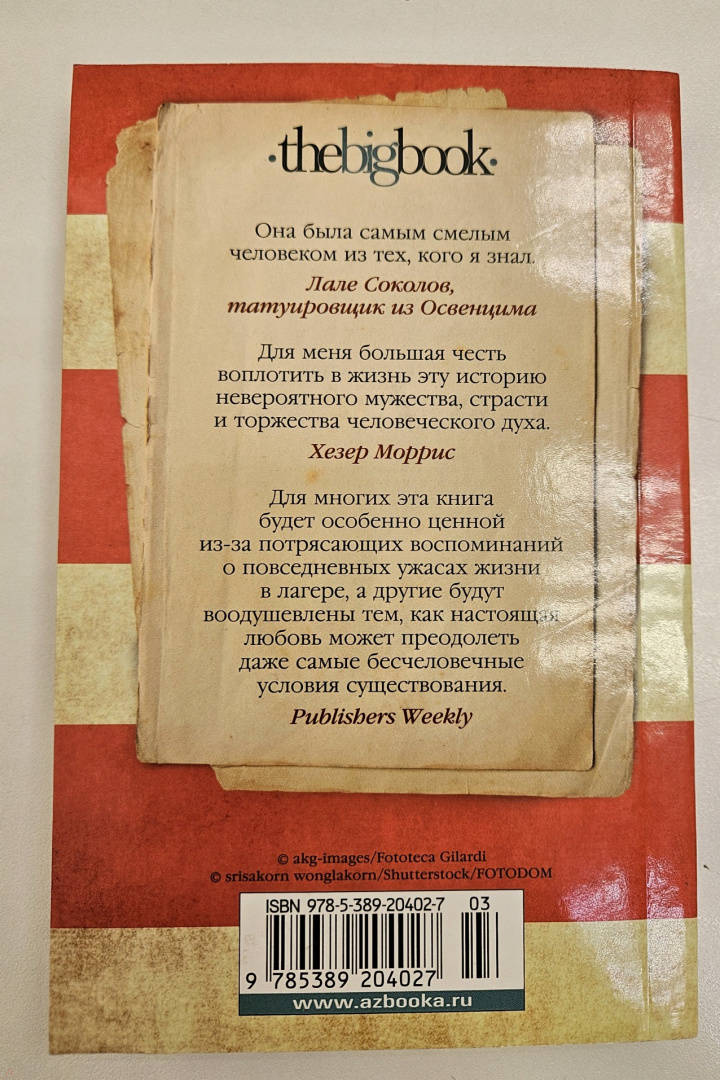 ·thebigbook·
Она была самым смелым
человеком из тех, кого я знал.
Лале Соколов,
татуировщик из Освенцима
Для меня большая честь
воплотить в жизнь эту историю
невероятного мужества, страсти
и торжества человеческого духа.
Хезер Моррис
Для многих эта книга
будет особенно ценной
из-за потрясающих воспоминаний
о повседневных ужасах жизни
в лагере, а другие будут
воодушевлены тем, как настоящая
любовь может преодолеть
даже самые бесчеловечные
условия существования.
Publishers Weekly
© akg-images/Fototeca Gilardi
© srisakorn wonglakorn/Shutterstock/FOTODOM
ISBN 978-5-389-20402-7 03
9 785389 204027
www.azbooka.ru